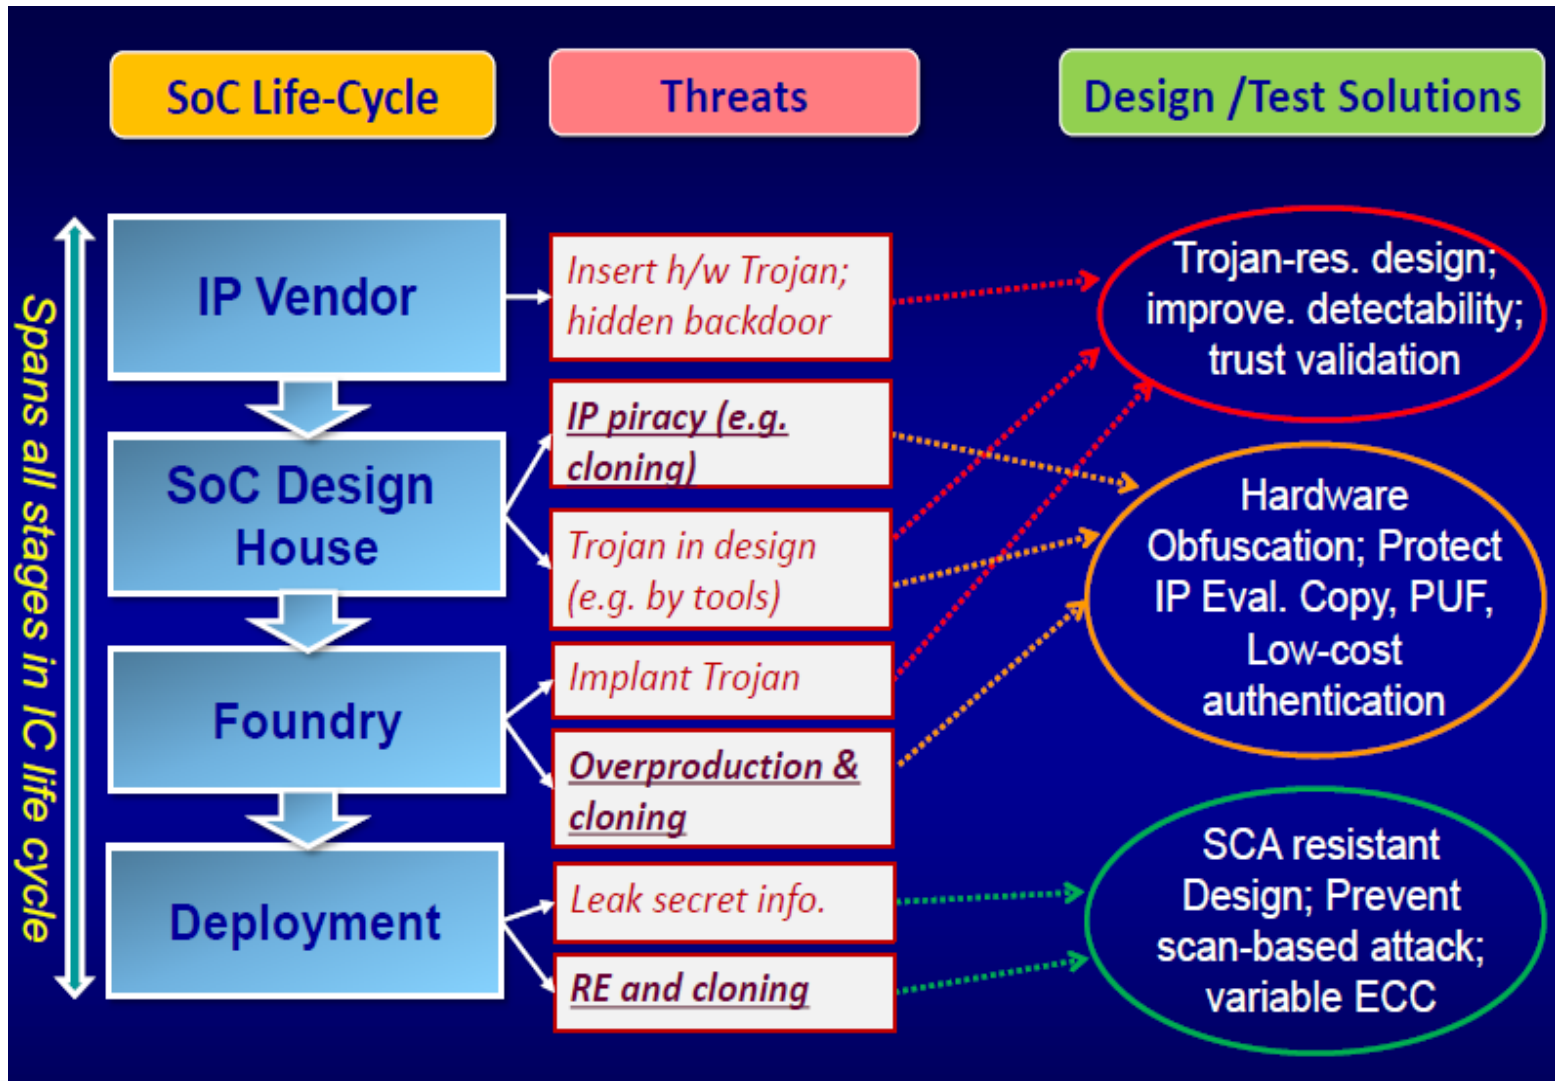 SoC Life-Cycle
Threats
Design /Test Solutions
Spans all stages in IC life cycle
IP Vendor
Insert h/w Trojan;
hidden backdoor
Trojan-res. design;
improve. detectability;
trust validation
SoC Design
House
IP piracy (e.g.
cloning)
Trojan in design
(e.g. by tools)
Hardware
Obfuscation; Protect
IP Eval. Copy, PUF,
Low-cost
authentication
Foundry
Implant Trojan
Overproduction &
cloning
Deployment
Leak secret info.
RE and cloning
SCA resistant
Design; Prevent
scan-based attack;
variable ECC